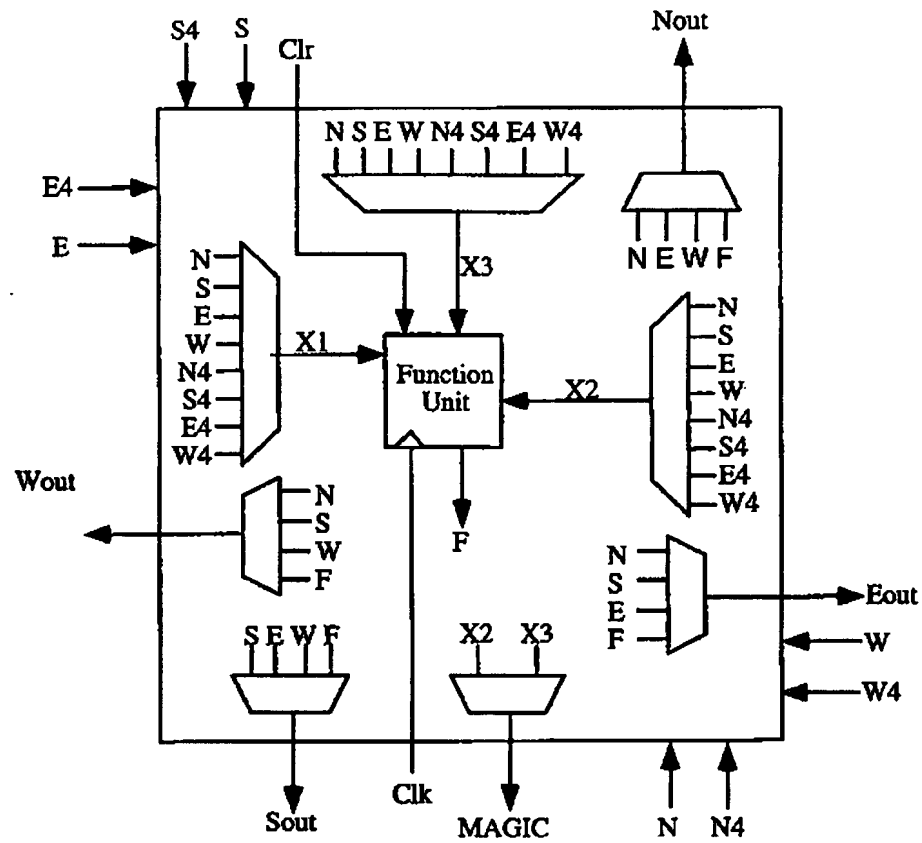 S4
S
Clr
Nout
N S E W N4 S4 E4 W4
E4
E
N E W F
X3
N
S
E
W
N4
S4
E4
W4
X1
Function
Unit
X2
N
S
E
W
N4
S4
E4
W4
Wout
N
S
W
F
F
N
S
E
F
Eout
W
W4
S E W F
X2
X3
Sout
Clk
MAGIC
N
N4